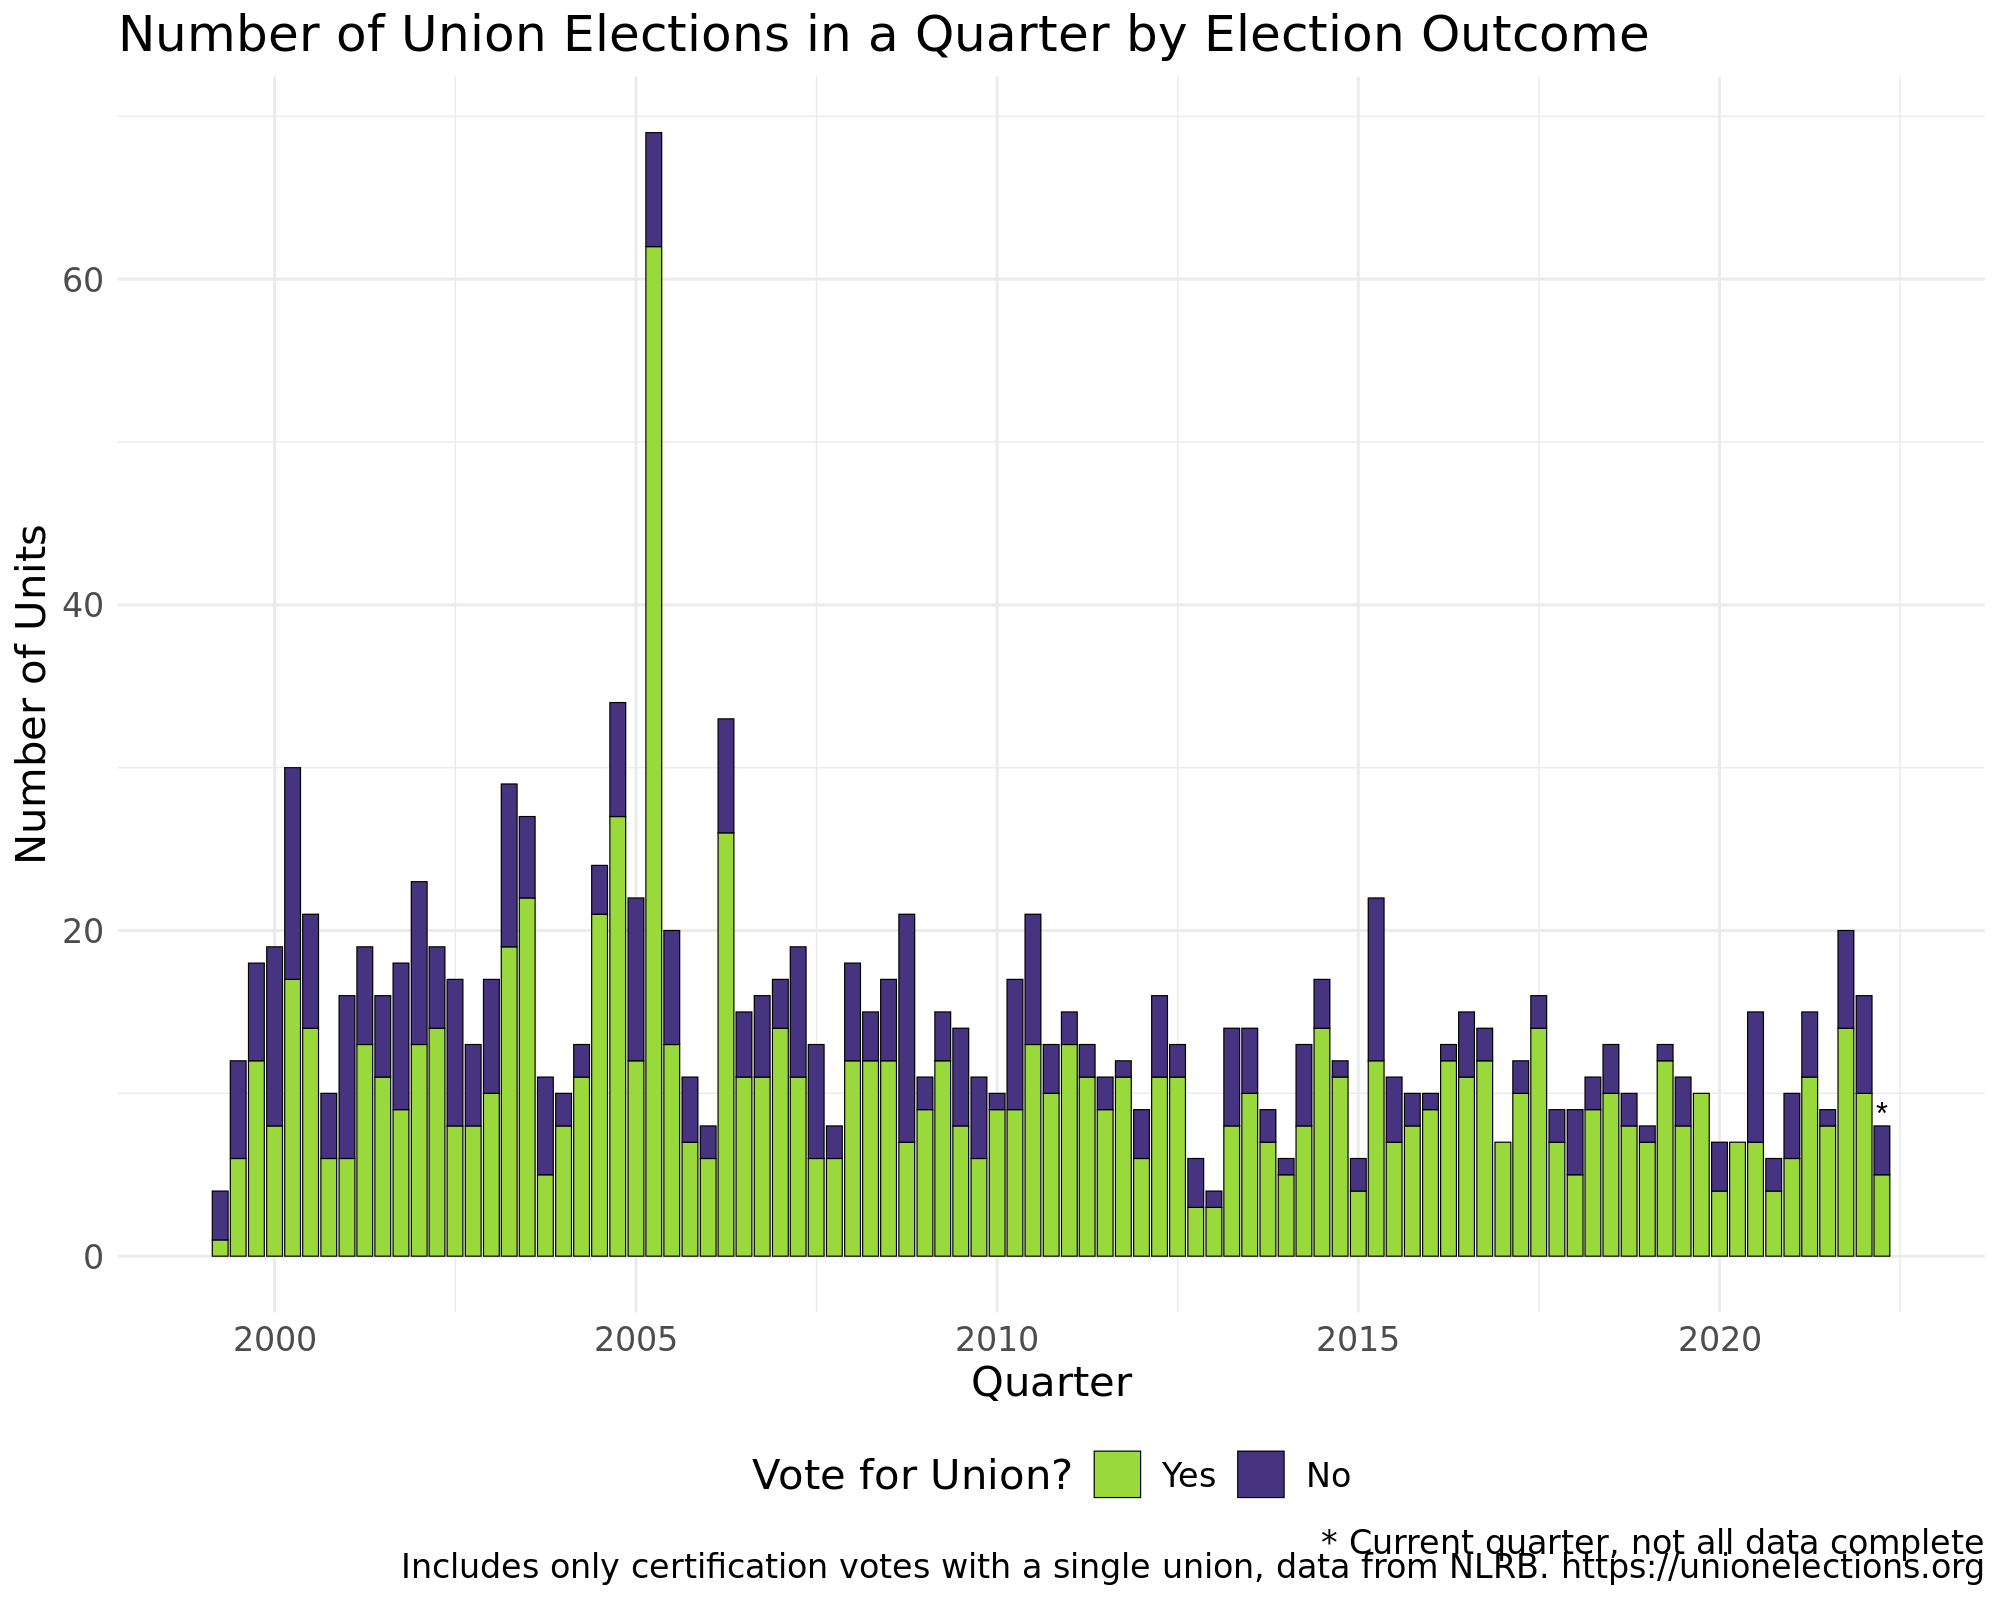 Number of Union Elections in a Quarter by Election Outcome
Number of Units
60
40
20
0
*
2000 2005 2010 2015 2020
Quarter
Vote for Union? Yes No
* Current quarter, not all data complete
Includes only certification votes with a single union, data from NLRB. https://unionelections.org